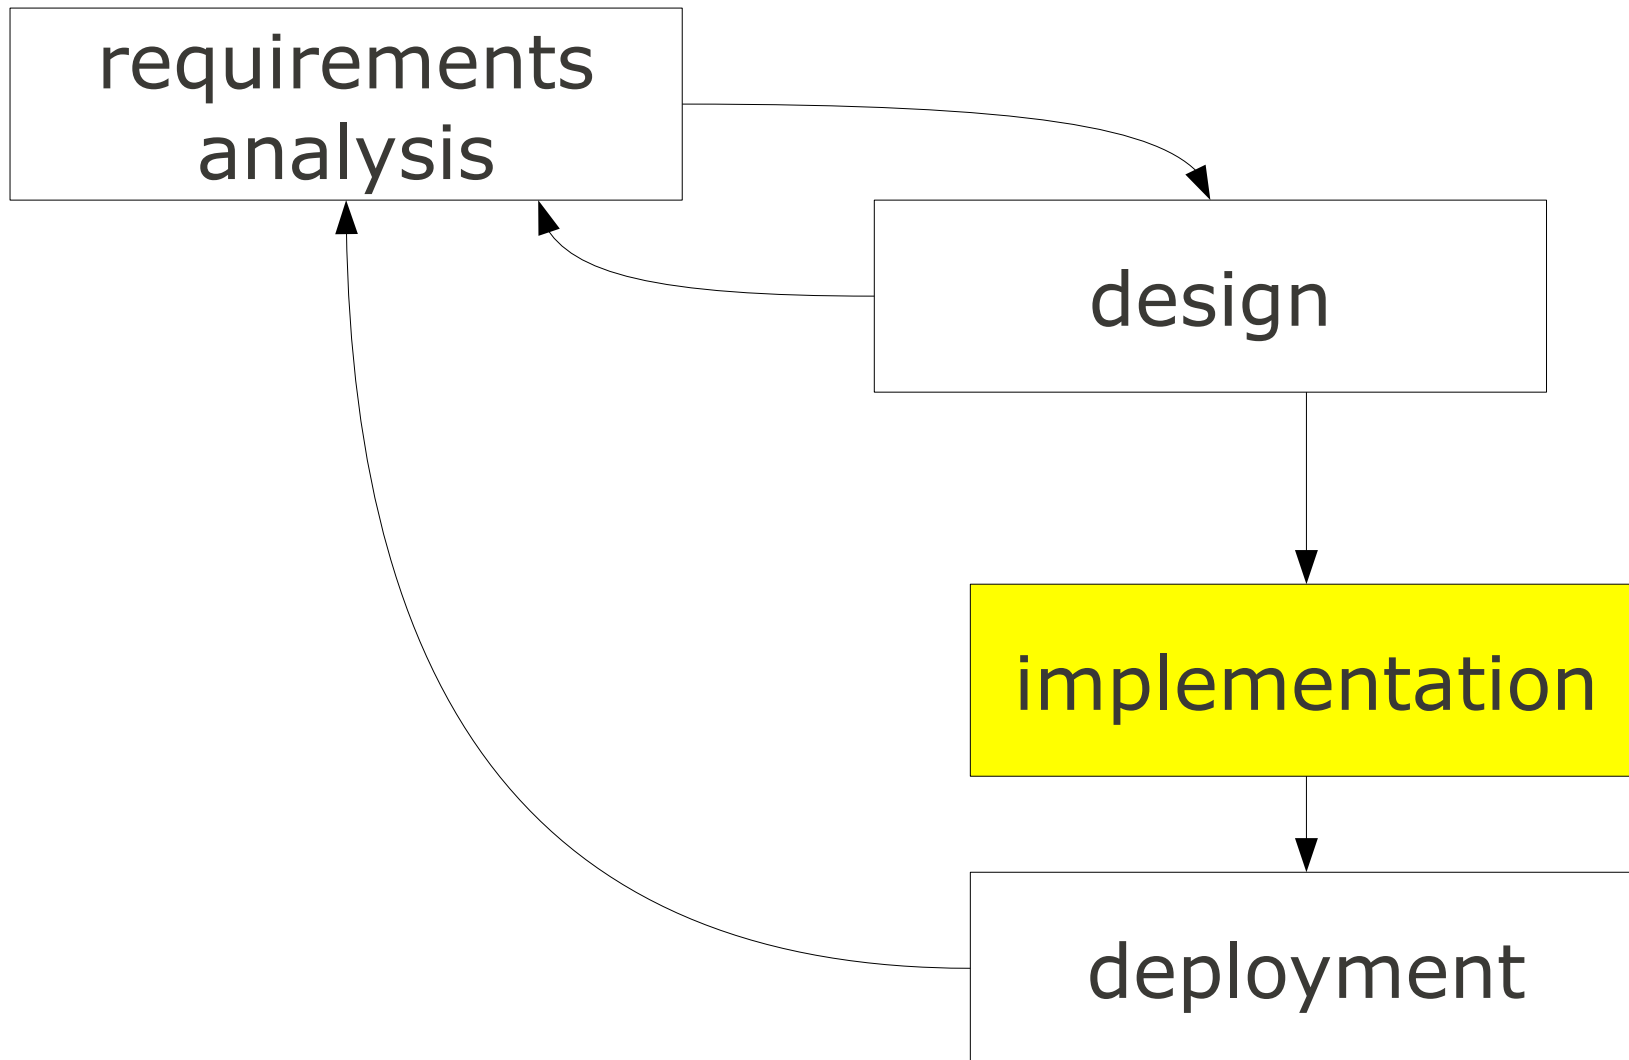 requirements
analysis
design
implementation
deployment